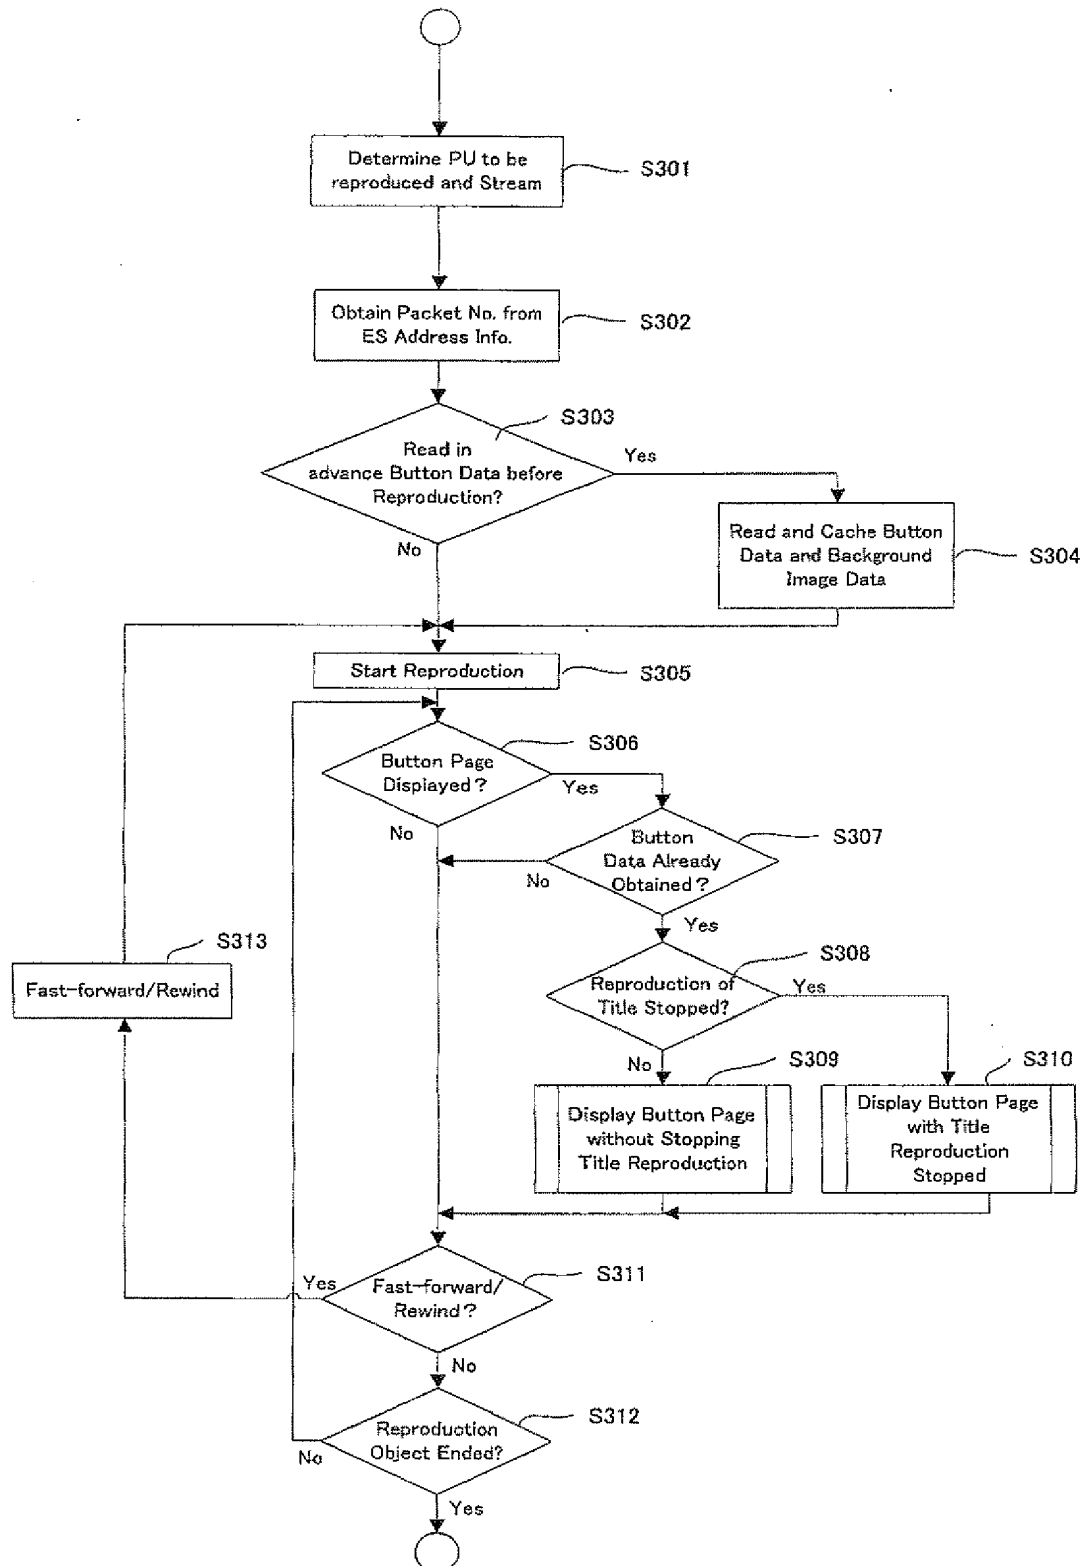 Determine PU to be
reproduced and Stream
S301
Obtain Packet No. from
ES Address Info.
S302
S303
Read in
advance Button Data before
Reproduction?
Yes
No
Read and Cache Button
Data and Background
Image Data
S304
Start Reproduction
S305
S306
Button Page
Displayed?
Yes
No
S307
Button
Data Already
Obtained?
No
Yes
S308
Reproduction of
Title Stopped?
Yes
No
S313
Fast-forward/Rewind
S309
Display Button Page
without Stopping
Title Reproduction
S310
Display Button Page
with Title
Reproduction
Stopped
S311
Fast-forward/
Rewind?
Yes
No
S312
Reproduction
Object Ended?
No
Yes